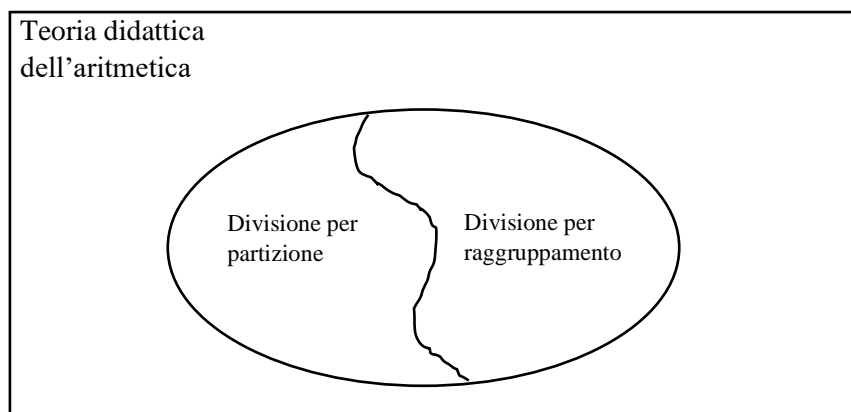 Teoria didattica
dell’aritmetica
Divisione per
partizione
Divisione per
raggruppamento